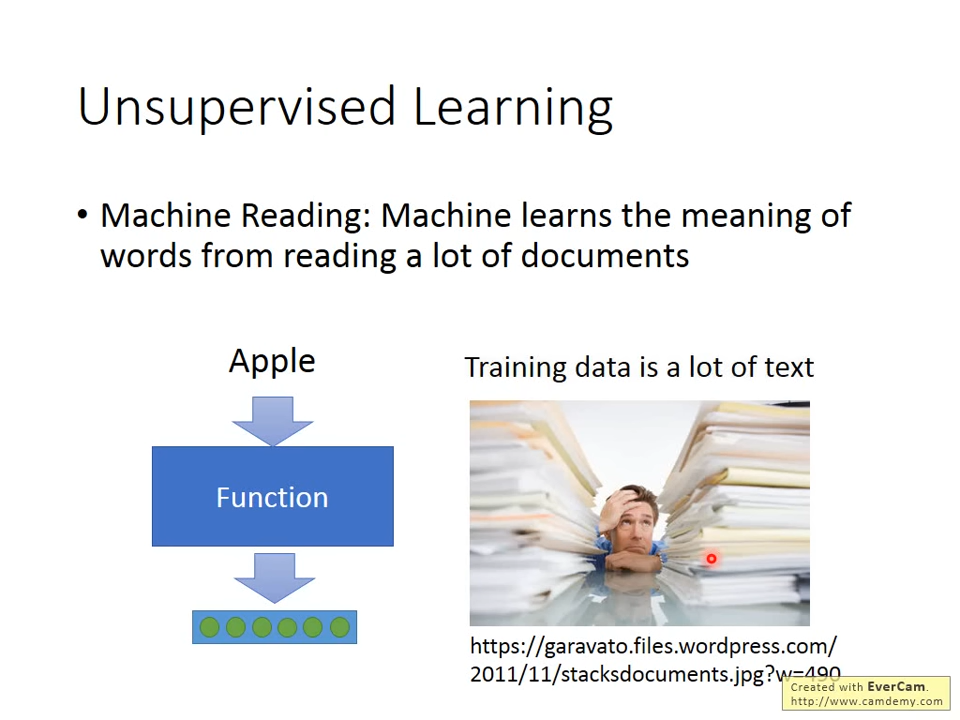 Unsupervised Learning
• Machine Reading: Machine learns the meaning of
words from reading a lot of documents
Apple
Function
Training data is a lot of text
https://garavato.files.wordpress.com/
2011/11/stacksdocuments.jpg?w=490
Created with EverCam.
http://www.camdemy.com